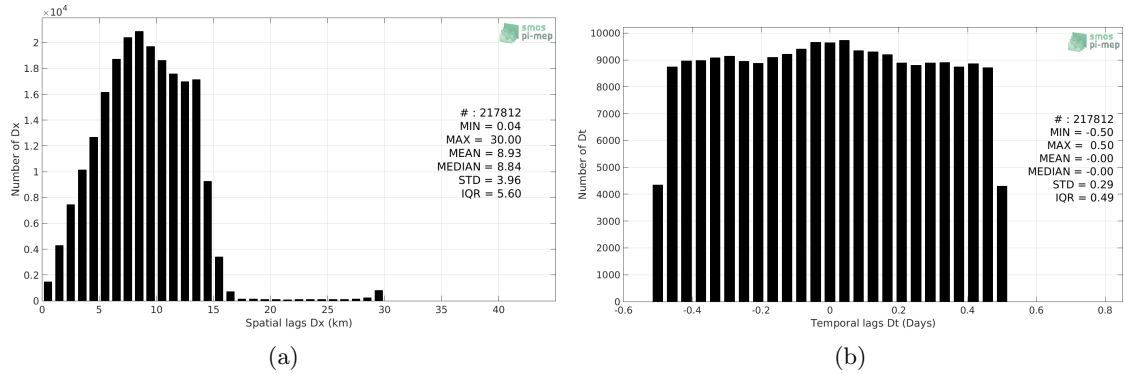 ×10⁴
2
1.8
1.6
1.4
1.2
1
0.8
0.6
0.4
0.2
0
Number of Dx
0 5 10 15 20 25 30 35 40
Spatial lags Dx (km)
smos
pi-mep
# : 217812
MIN = 0.04
MAX = 30.00
MEAN = 8.93
MEDIAN = 8.84
STD = 3.96
IQR = 5.60
(a)
10000
9000
8000
7000
6000
5000
4000
3000
2000
1000
0
Number of Dt
-0.6 -0.4 -0.2 0 0.2 0.4 0.6 0.8
Temporal lags Dt (Days)
smos
pi-mep
# : 217812
MIN = -0.50
MAX = 0.50
MEAN = -0.00
MEDIAN = -0.00
STD = 0.29
IQR = 0.49
(b)